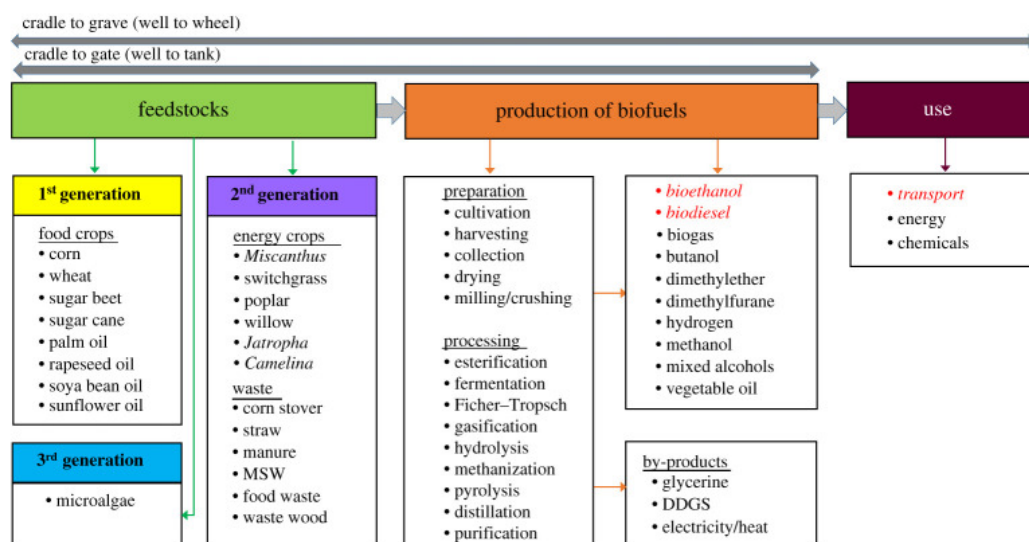 cradle to grave (well to wheel)
cradle to gate (well to tank)
feedstocks
production of biofuels
use
1st generation
food crops
• corn
• wheat
• sugar beet
• sugar cane
• palm oil
• rapeseed oil
• soya bean oil
• sunflower oil
3rd generation
• microalgae
2nd generation
energy crops
• Miscanthus
• switchgrass
• poplar
• willow
• Jatropha
• Camelina
waste
• corn stover
• straw
• manure
• MSW
• food waste
• waste wood
preparation
• cultivation
• harvesting
• collection
• drying
• milling/crushing
processing
• esterification
• fermentation
• Ficher–Tropsch
• gasification
• hydrolysis
• methanization
• pyrolysis
• distillation
• purification
• bioethanol
• biodiesel
• biogas
• butanol
• dimethylether
• dimethylfurane
• hydrogen
• methanol
• mixed alcohols
• vegetable oil
by-products
• glycerine
• DDGS
• electricity/heat
• transport
• energy
• chemicals